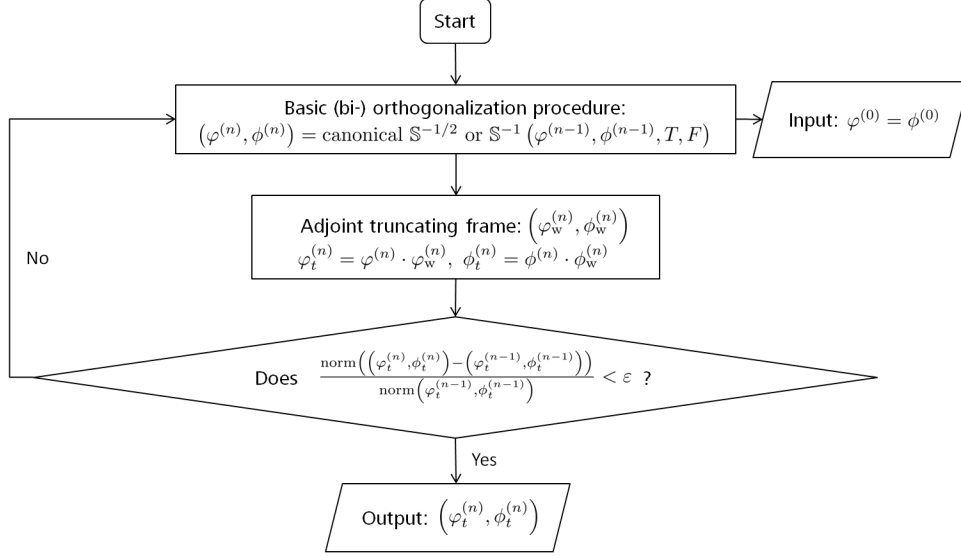 Start
Basic (bi-) orthogonalization procedure:
(φ^{(n)}, ϕ^{(n)}) = canonical 𝕊^{−1/2} or 𝕊^{−1} (φ^{(n−1)}, ϕ^{(n−1)}, T, F)
Input: φ^{(0)} = ϕ^{(0)}
Adjoint truncating frame: (φ_w^{(n)}, ϕ_w^{(n)})
φ_t^{(n)} = φ^{(n)} · φ_w^{(n)}, ϕ_t^{(n)} = ϕ^{(n)} · ϕ_w^{(n)}
No
Does norm((φ_t^{(n)}, ϕ_t^{(n)}) − (φ_t^{(n−1)}, ϕ_t^{(n−1)})) / norm(φ_t^{(n−1)}, ϕ_t^{(n−1)}) < ε ?
Yes
Output: (φ_t^{(n)}, ϕ_t^{(n)})